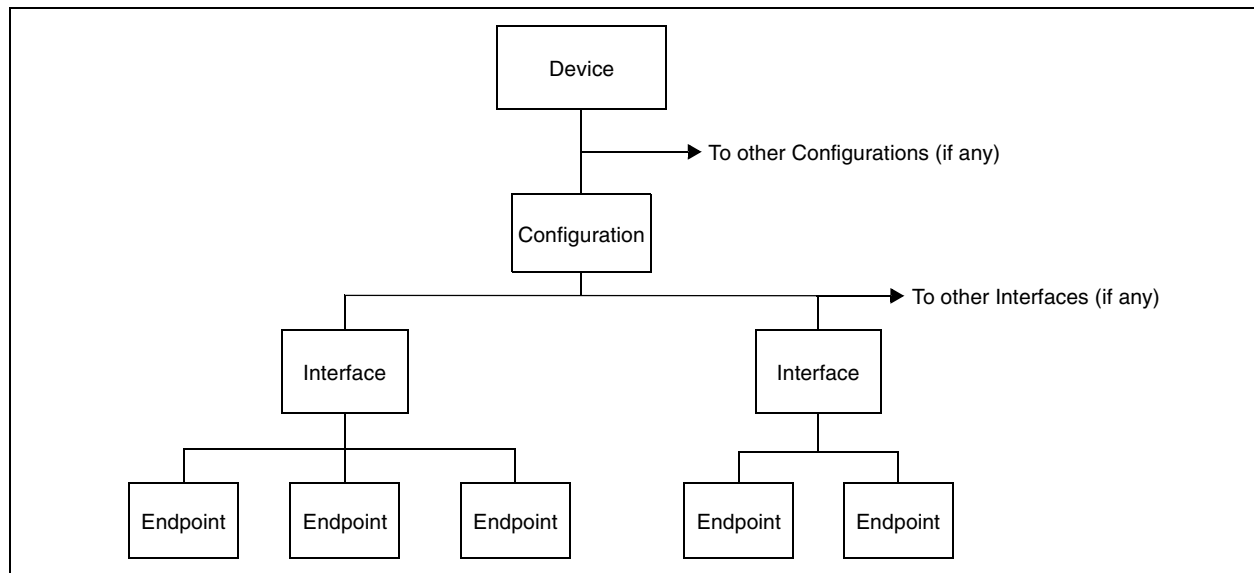 Device
To other Configurations (if any)
Configuration
To other Interfaces (if any)
Interface
Interface
Endpoint
Endpoint
Endpoint
Endpoint
Endpoint